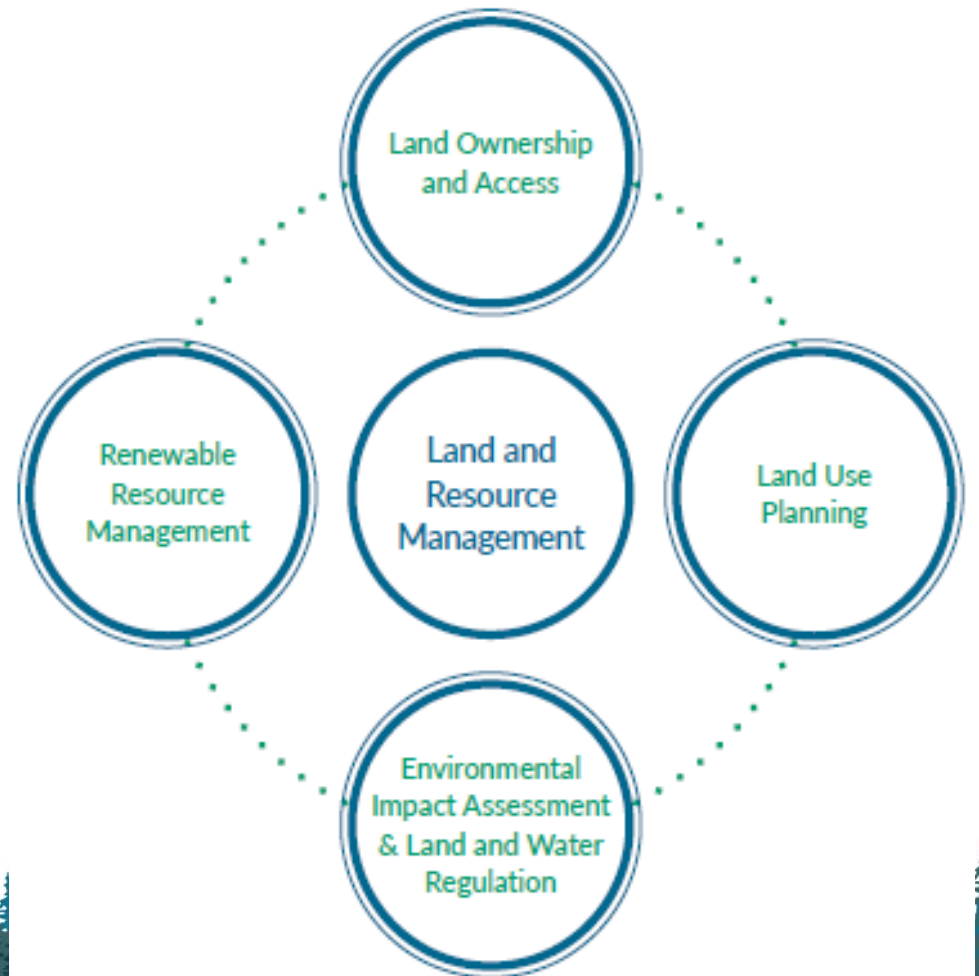 Land Ownership
and Access
Renewable
Resource
Management
Land and
Resource
Management
Land Use
Planning
Environmental
Impact Assessment
& Land and Water
Regulation